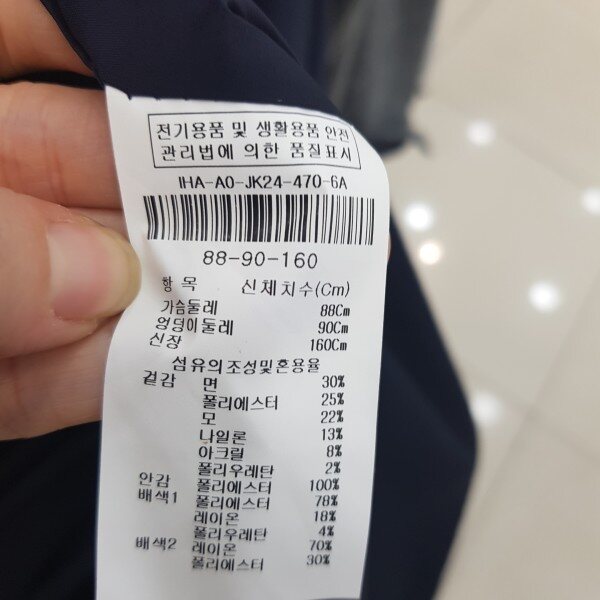 전기용품 및 생활용품 안전
관리법에 의한 품질표시
IHA-A0-JK24-470-6A
88-90-160
항 목 신체치수(Cm)
가슴둘레 88Cm
엉덩이둘레 90Cm
신장 160Cm
섬유의조성및혼용율
겉감 면 30%
폴리에스터 25%
모 22%
나일론 13%
아크릴 8%
폴리우레탄 2%
안감 폴리에스터 100%
배색1 폴리에스터 78%
레이온 18%
폴리우레탄 4%
배색2 레이온 70%
폴리에스터 30%